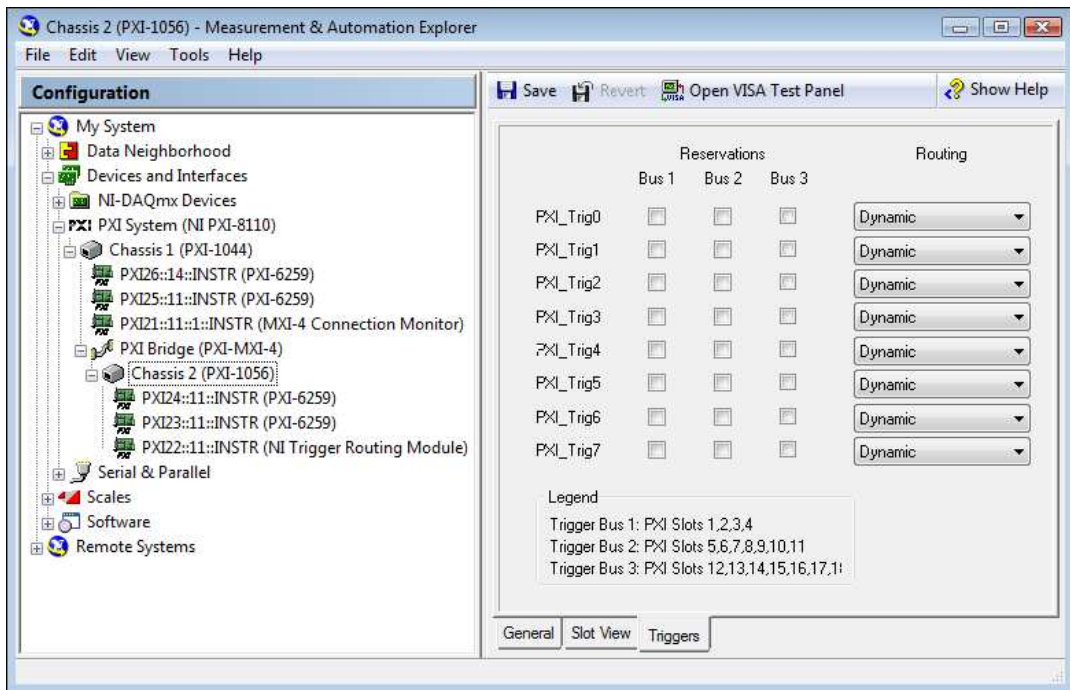 Chassis 2 (PXI-1056) - Measurement & Automation Explorer
File Edit View Tools Help
Configuration
My System
Data Neighborhood
Devices and Interfaces
NI-DAQmx Devices
PXI PXI System (NI PXI-8110)
Chassis 1 (PXI-1044)
PXI26::14::INSTR (PXI-6259)
PXI25::11::INSTR (PXI-6259)
PXI21::11::1::INSTR (MXI-4 Connection Monitor)
PXI Bridge (PXI-MXI-4)
Chassis 2 (PXI-1056)
PXI24::11::INSTR (PXI-6259)
PXI23::11::INSTR (PXI-6259)
PXI22::11::INSTR (NI Trigger Routing Module)
Serial & Parallel
Scales
Software
Remote Systems
Save Revert Open VISA Test Panel Show Help
Reservations Routing
Bus 1 Bus 2 Bus 3
PXI_Trig0 Dynamic
PXI_Trig1 Dynamic
PXI_Trig2 Dynamic
PXI_Trig3 Dynamic
PXI_Trig4 Dynamic
PXI_Trig5 Dynamic
PXI_Trig6 Dynamic
PXI_Trig7 Dynamic
Legend
Trigger Bus 1: PXI Slots 1,2,3,4
Trigger Bus 2: PXI Slots 5,6,7,8,9,10,11
Trigger Bus 3: PXI Slots 12,13,14,15,16,17,1
General Slot View Triggers